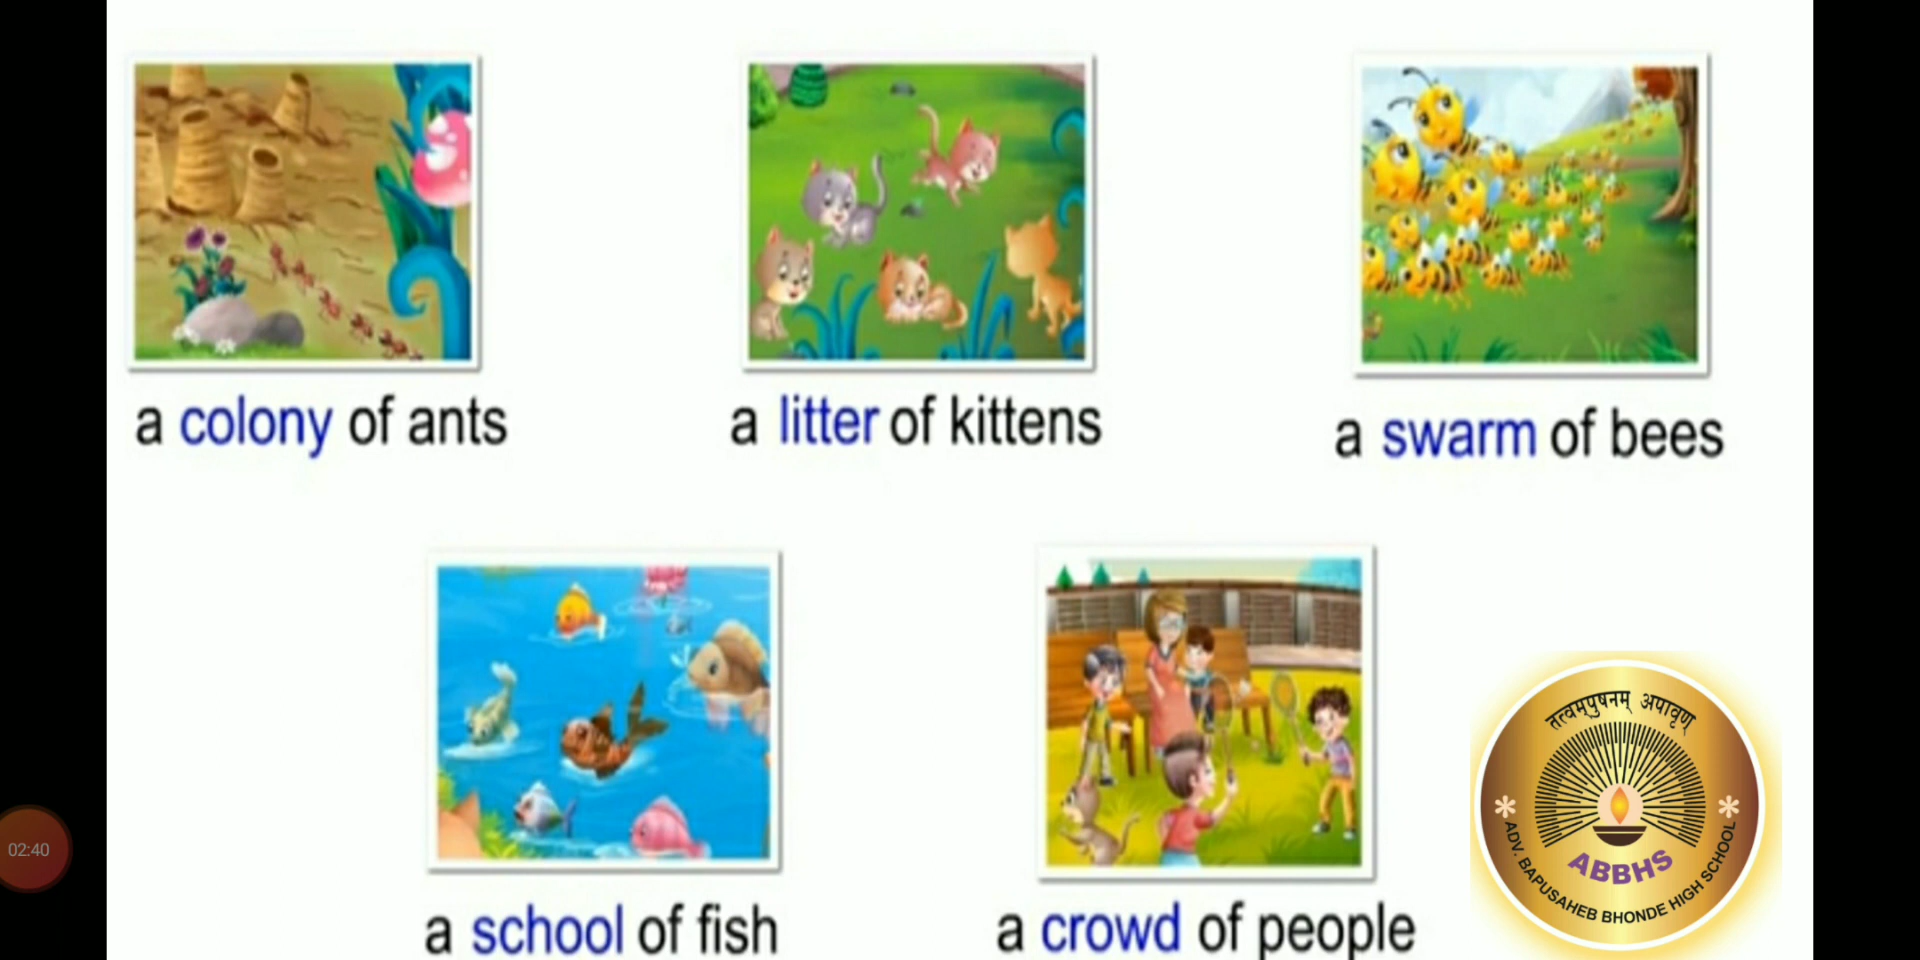 a colony of ants
a litter of kittens
a swarm of bees
a school of fish
a crowd of people
02:40
तत्वम्पुषनम् अपावृणु
ABBHS
ADV. BAPUSAHEB BHONDE HIGH SCHOOL